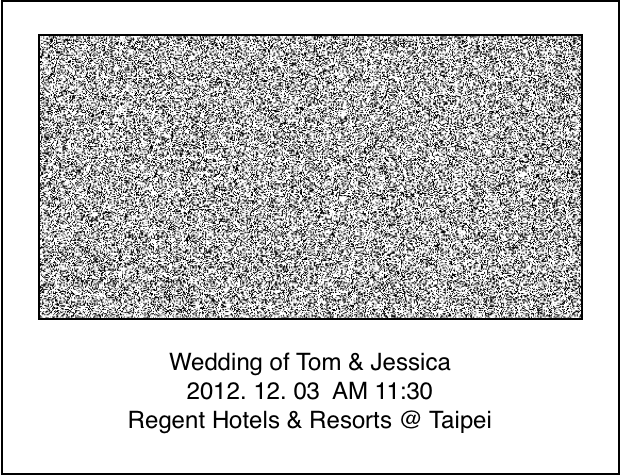 Wedding of Tom & Jessica
2012. 12. 03  AM 11:30
Regent Hotels & Resorts @ Taipei